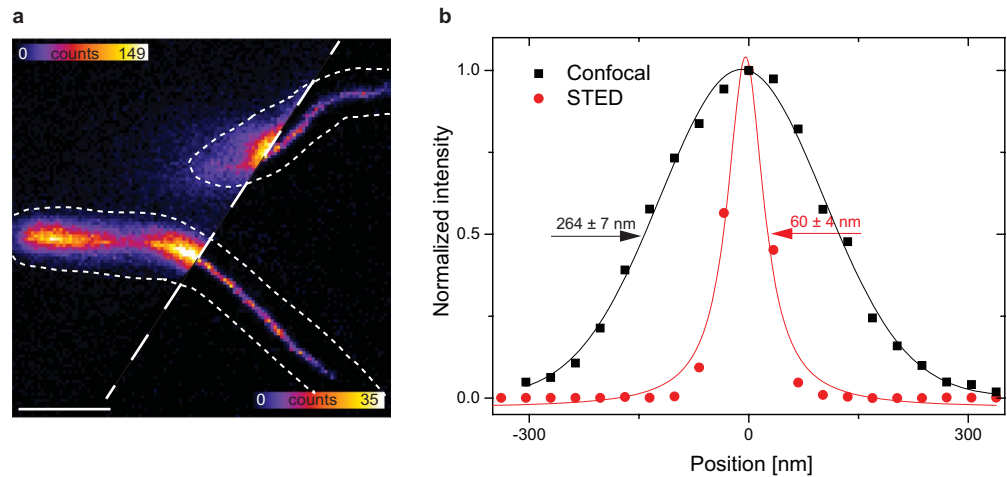 a
0 counts 149
0 counts 35
b
Normalized intensity
1.0
0.5
0.0
Confocal
STED
264 ± 7 nm
60 ± 4 nm
-300 0 300
Position [nm]